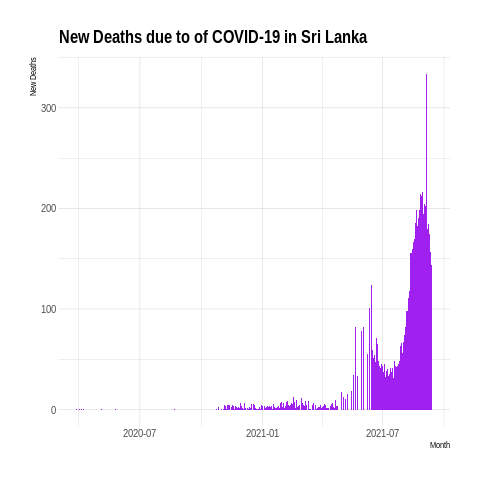 New Deaths due to of COVID-19 in Sri Lanka
New Deaths
300
200
100
0
2020-07
2021-01
2021-07
Month